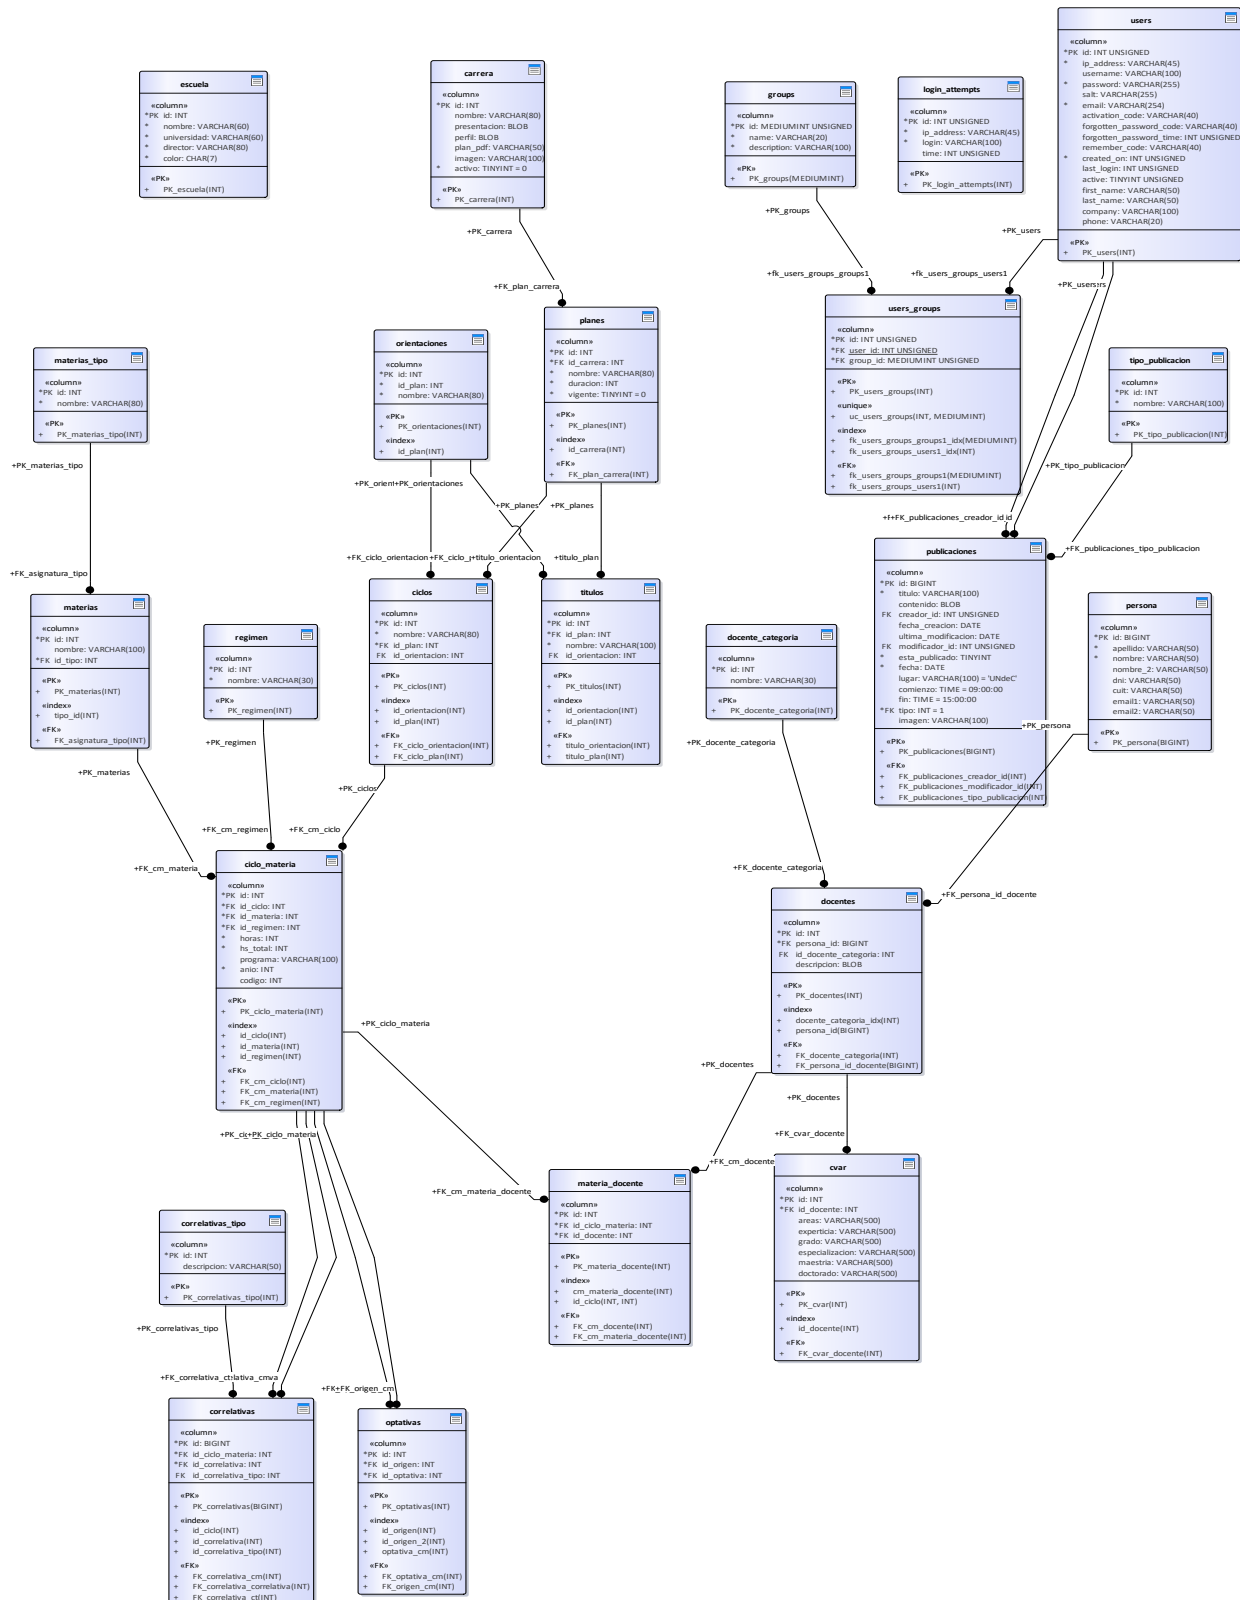 users
«column»
*PK id: INT UNSIGNED
* ip_address: VARCHAR(45)
username: VARCHAR(100)
* password: VARCHAR(255)
salt: VARCHAR(255)
* email: VARCHAR(254)
activation_code: VARCHAR(40)
forgotten_password_code: VARCHAR(40)
forgotten_password_time: INT UNSIGNED
remember_code: VARCHAR(40)
* created_on: INT UNSIGNED
last_login: INT UNSIGNED
active: TINYINT UNSIGNED
first_name: VARCHAR(50)
last_name: VARCHAR(50)
company: VARCHAR(100)
phone: VARCHAR(20)
«PK»
+ PK_users(INT)
escuela
«column»
*PK id: INT
* nombre: VARCHAR(60)
* universidad: VARCHAR(60)
* director: VARCHAR(80)
* color: CHAR(7)
«PK»
+ PK_escuela(INT)
carrera
«column»
*PK id: INT
nombre: VARCHAR(80)
presentacion: BLOB
perfil: BLOB
plan_pdf: VARCHAR(50)
imagen: VARCHAR(100)
* activo: TINYINT = 0
«PK»
+ PK_carrera(INT)
groups
«column»
*PK id: MEDIUMINT UNSIGNED
* name: VARCHAR(20)
* description: VARCHAR(100)
«PK»
+ PK_groups(MEDIUMINT)
login_attempts
«column»
*PK id: INT UNSIGNED
* ip_address: VARCHAR(45)
* login: VARCHAR(100)
time: INT UNSIGNED
«PK»
+ PK_login_attempts(INT)
+PK_carrera
+FK_plan_carrera
+PK_groups
+fk_users_groups_groups1
+PK_users
+fk_users_groups_users1
users_groups
«column»
*PK id: INT UNSIGNED
*FK user_id: INT UNSIGNED
*FK group_id: MEDIUMINT UNSIGNED
«PK»
+ PK_users_groups(INT)
«unique»
+ uc_users_groups(INT, MEDIUMINT)
«index»
+ fk_users_groups_groups1_idx(MEDIUMINT)
+ fk_users_groups_users1_idx(INT)
«FK»
+ fk_users_groups_groups1(MEDIUMINT)
+ fk_users_groups_users1(INT)
planes
«column»
*PK id: INT
*FK id_carrera: INT
* nombre: VARCHAR(80)
* duracion: INT
* vigente: TINYINT = 0
«PK»
+ PK_planes(INT)
«index»
+ id_carrera(INT)
«FK»
+ FK_plan_carrera(INT)
orientaciones
«column»
*PK id: INT
* id_plan: INT
* nombre: VARCHAR(80)
«PK»
+ PK_orientaciones(INT)
«index»
+ id_plan(INT)
materias_tipo
«column»
*PK id: INT
* nombre: VARCHAR(80)
«PK»
+ PK_materias_tipo(INT)
tipo_publicacion
«column»
*PK id: INT
* nombre: VARCHAR(100)
«PK»
+ PK_tipo_publicacion(INT)
+PK_materias_tipo
+FK_asignatura_tipo
+PK_orientaciones
+PK_planes
+PK_planes
+FK_ciclo_orientacion
+titulo_orientacion
+titulo_plan
+PK_tipo_publicacion
+FK_publicaciones_creador_id
+FK_publicaciones_tipo_publicacion
publicaciones
«column»
*PK id: BIGINT
* titulo: VARCHAR(100)
contenido: BLOB
FK creador_id: INT UNSIGNED
fecha_creacion: DATE
ultima_modificacion: DATE
FK modificador_id: INT UNSIGNED
* esta_publicado: TINYINT
* fecha: DATE
lugar: VARCHAR(100) = 'UNdeC'
comienzo: TIME = 09:00:00
fin: TIME = 15:00:00
*FK tipo: INT = 1
imagen: VARCHAR(100)
«PK»
+ PK_publicaciones(BIGINT)
«FK»
+ FK_publicaciones_creador_id(INT)
+ FK_publicaciones_modificador_id(INT)
+ FK_publicaciones_tipo_publicacion(INT)
persona
«column»
*PK id: BIGINT
* apellido: VARCHAR(50)
* nombre: VARCHAR(50)
nombre_2: VARCHAR(50)
dni: VARCHAR(50)
cuit: VARCHAR(50)
email1: VARCHAR(50)
email2: VARCHAR(50)
«PK»
+ PK_persona(BIGINT)
+PK_persona
materias
«column»
*PK id: INT
nombre: VARCHAR(100)
*FK id_tipo: INT
«PK»
+ PK_materias(INT)
«index»
+ tipo_id(INT)
«FK»
+ FK_asignatura_tipo(INT)
regimen
«column»
*PK id: INT
* nombre: VARCHAR(30)
«PK»
+ PK_regimen(INT)
ciclos
«column»
*PK id: INT
* nombre: VARCHAR(80)
*FK id_plan: INT
FK id_orientacion: INT
«PK»
+ PK_ciclos(INT)
«index»
+ id_orientacion(INT)
+ id_plan(INT)
«FK»
+ FK_ciclo_orientacion(INT)
+ FK_ciclo_plan(INT)
titulos
«column»
*PK id: INT
*FK id_plan: INT
* nombre: VARCHAR(100)
FK id_orientacion: INT
«PK»
+ PK_titulos(INT)
«index»
+ id_orientacion(INT)
+ id_plan(INT)
«FK»
+ titulo_orientacion(INT)
+ titulo_plan(INT)
docente_categoria
«column»
*PK id: INT
nombre: VARCHAR(30)
«PK»
+ PK_docente_categoria(INT)
+PK_materias
+PK_regimen
+PK_ciclos
+PK_docente_categoria
+FK_cm_materia
+FK_cm_regimen
+FK_cm_ciclo
+FK_docente_categoria
+FK_persona_id_docente
ciclo_materia
«column»
*PK id: INT
*FK id_ciclo: INT
*FK id_materia: INT
*FK id_regimen: INT
* horas: INT
* hs_total: INT
programa: VARCHAR(100)
* anio: INT
codigo: INT
«PK»
+ PK_ciclo_materia(INT)
«index»
+ id_ciclo(INT)
+ id_materia(INT)
+ id_regimen(INT)
«FK»
+ FK_cm_ciclo(INT)
+ FK_cm_materia(INT)
+ FK_cm_regimen(INT)
docentes
«column»
*PK id: INT
*FK persona_id: BIGINT
FK id_docente_categoria: INT
descripcion: BLOB
«PK»
+ PK_docentes(INT)
«index»
+ docente_categoria_idx(INT)
+ persona_id(BIGINT)
«FK»
+ FK_docente_categoria(INT)
+ FK_persona_id_docente(BIGINT)
+PK_ciclo_materia
+PK_docentes
+PK_docentes
+PK_ciclo_materia
+FK_cm_materia_docente
+FK_cm_docente
+FK_cvar_docente
materia_docente
«column»
*PK id: INT
*FK id_ciclo_materia: INT
*FK id_docente: INT
«PK»
+ PK_materia_docente(INT)
«index»
+ cm_materia_docente(INT)
+ id_ciclo(INT, INT)
«FK»
+ FK_cm_docente(INT)
+ FK_cm_materia_docente(INT)
cvar
«column»
*PK id: INT
*FK id_docente: INT
areas: VARCHAR(500)
experticia: VARCHAR(500)
grado: VARCHAR(500)
especializacion: VARCHAR(500)
maestria: VARCHAR(500)
doctorado: VARCHAR(500)
«PK»
+ PK_cvar(INT)
«index»
+ id_docente(INT)
«FK»
+ FK_cvar_docente(INT)
correlativas_tipo
«column»
*PK id: INT
descripcion: VARCHAR(50)
«PK»
+ PK_correlativas_tipo(INT)
+PK_correlativas_tipo
+FK_origen_cm
correlativas
«column»
*PK id: BIGINT
*FK id_ciclo_materia: INT
*FK id_correlativa: INT
FK id_correlativa_tipo: INT
«PK»
+ PK_correlativas(BIGINT)
«index»
+ id_ciclo(INT)
+ id_correlativa(INT)
+ id_correlativa_tipo(INT)
«FK»
+ FK_correlativa_cm(INT)
+ FK_correlativa_correlativa(INT)
+ FK_correlativa_ct(INT)
optativas
«column»
*PK id: INT
*FK id_origen: INT
*FK id_optativa: INT
«PK»
+ PK_optativas(INT)
«index»
+ id_origen(INT)
+ id_origen_2(INT)
+ optativa_cm(INT)
«FK»
+ FK_optativa_cm(INT)
+ FK_origen_cm(INT)